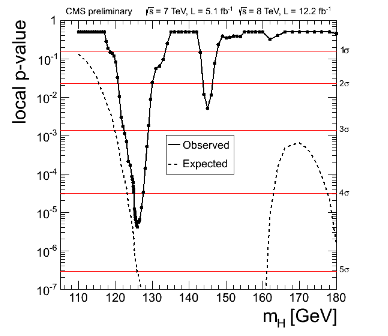 CMS preliminary √s = 7 TeV, L = 5.1 fb⁻¹ √s = 8 TeV, L = 12.2 fb⁻¹
local p-value
1
10⁻¹
10⁻²
10⁻³
10⁻⁴
10⁻⁵
10⁻⁶
10⁻⁷
1σ
2σ
3σ
4σ
5σ
Observed
Expected
110 120 130 140 150 160 170 180
m_H [GeV]